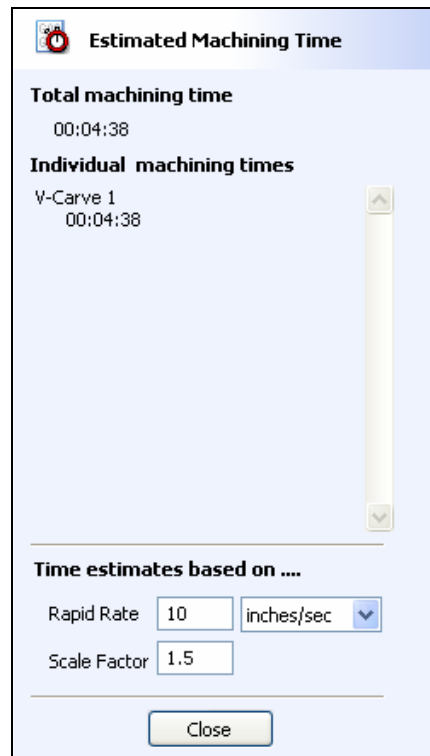 Estimated Machining Time
Total machining time
00:04:38
Individual machining times
V-Carve 1
00:04:38
Time estimates based on ....
Rapid Rate 10 inches/sec
Scale Factor 1.5
Close